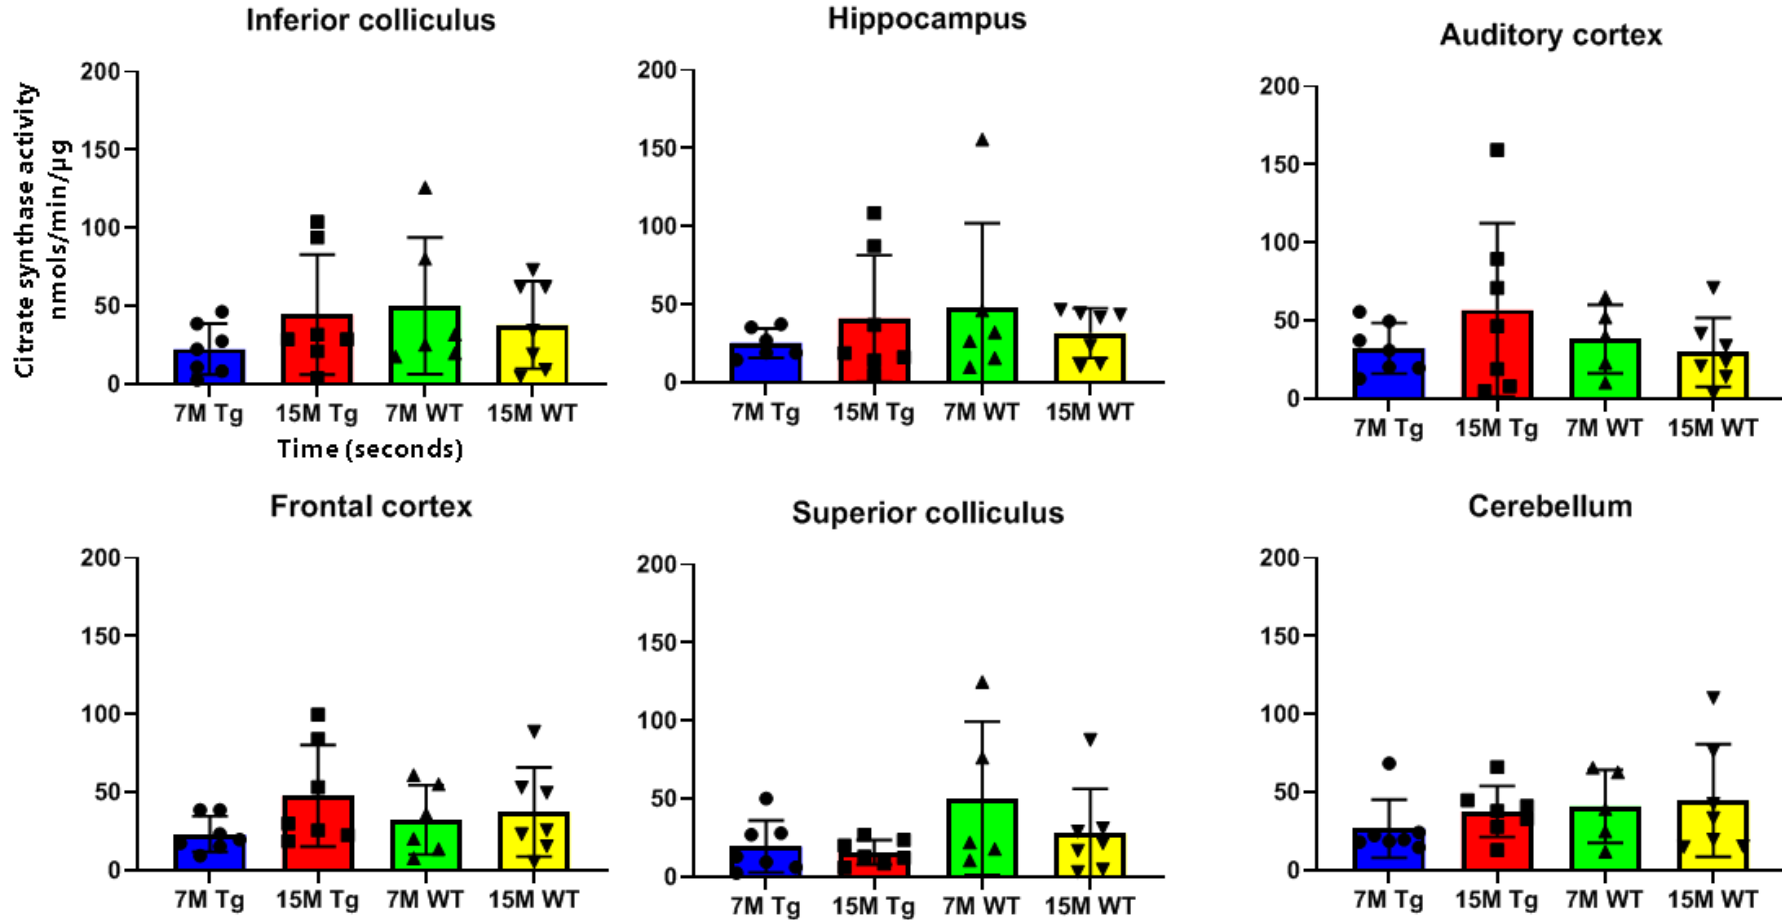 Inferior colliculus
Hippocampus
Auditory cortex
Citrate synthase activity
nmols/min/µg
200
150
100
50
0
7M Tg 15M Tg 7M WT 15M WT
Time (seconds)
200
150
100
50
0
7M Tg 15M Tg 7M WT 15M WT
200
150
100
50
0
7M Tg 15M Tg 7M WT 15M WT
Frontal cortex
Superior colliculus
Cerebellum
200
150
100
50
0
7M Tg 15M Tg 7M WT 15M WT
200
150
100
50
0
7M Tg 15M Tg 7M WT 15M WT
200
150
100
50
0
7M Tg 15M Tg 7M WT 15M WT